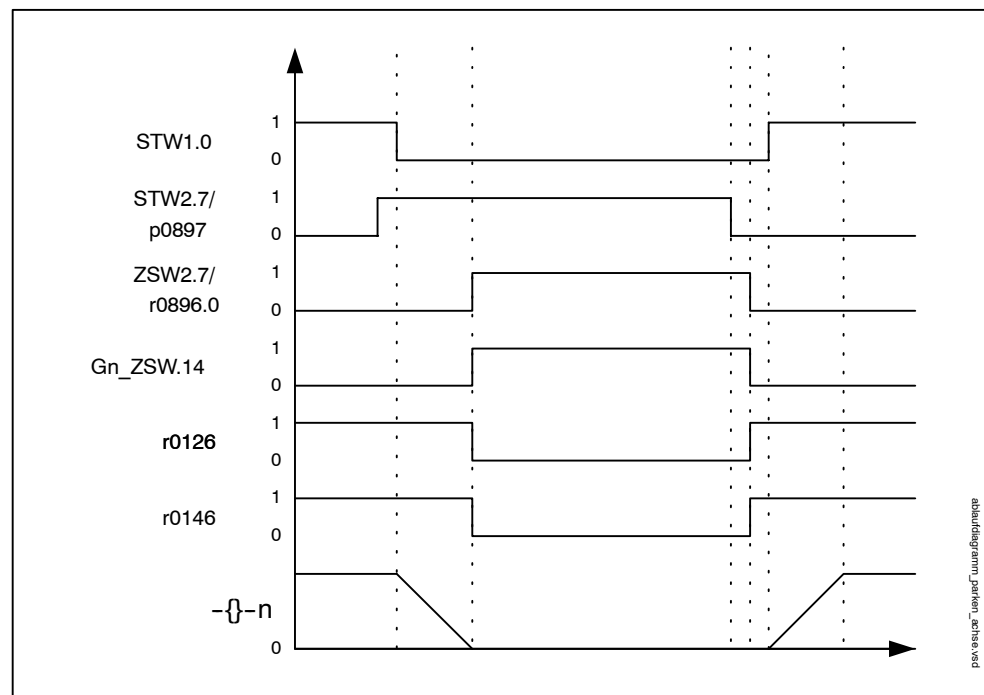 1
STW1.0
0
STW2.7/
1
p0897
0
ZSW2.7/
1
r0896.0
0
1
Gn_ZSW.14
0
1
r0126
0
1
r0146
0
-{}-n
0
ablaufdiagramm_parken_achse.vsd